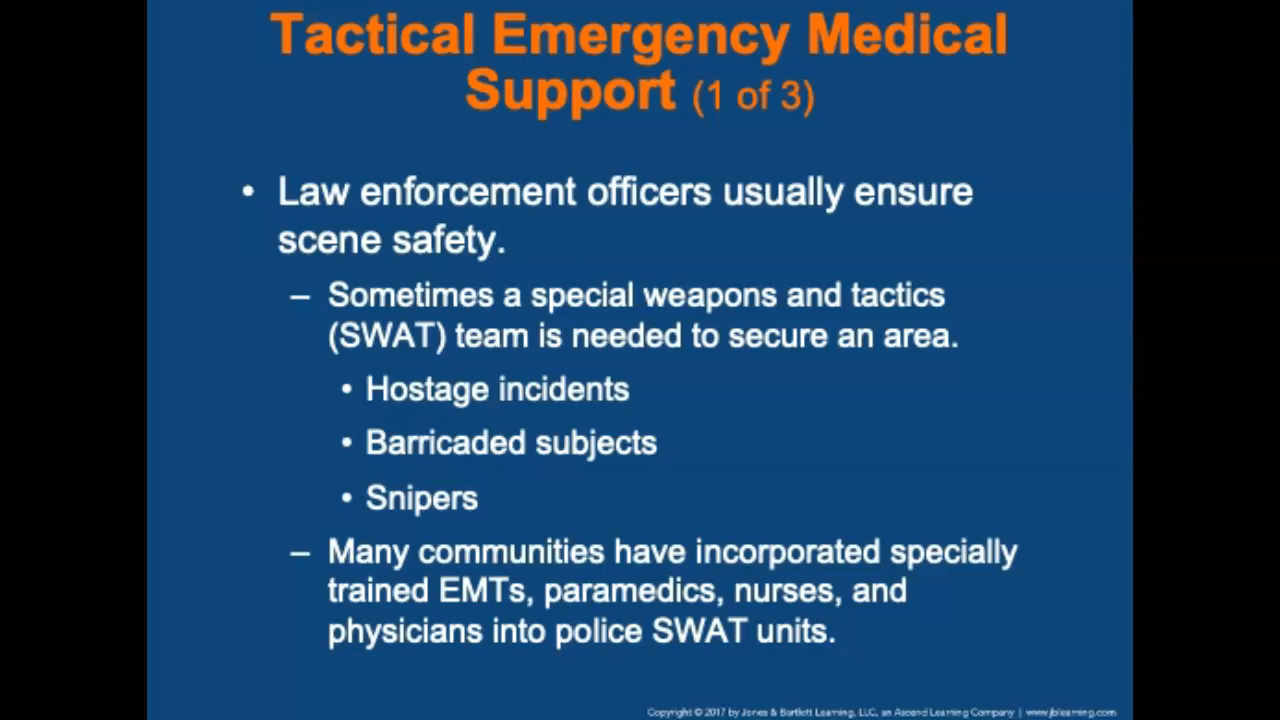 Tactical Emergency Medical
Support (1 of 3)
• Law enforcement officers usually ensure
scene safety.
– Sometimes a special weapons and tactics
(SWAT) team is needed to secure an area.
• Hostage incidents
• Barricaded subjects
• Snipers
– Many communities have incorporated specially
trained EMTs, paramedics, nurses, and
physicians into police SWAT units.
Copyright © 2017 by Jones & Bartlett Learning, LLC, an Ascend Learning Company | www.jblearning.com